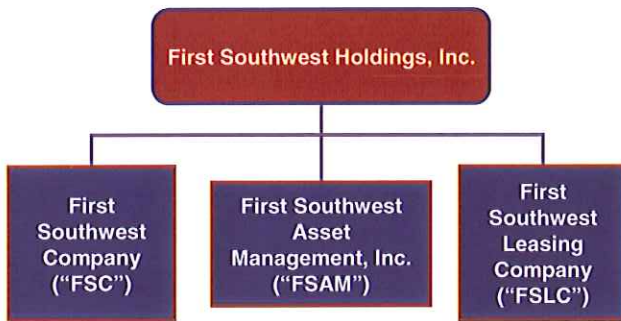 First Southwest Holdings, Inc.
First
Southwest
Company
("FSC")
First Southwest
Asset
Management, Inc.
("FSAM")
First
Southwest
Leasing
Company
("FSLC")